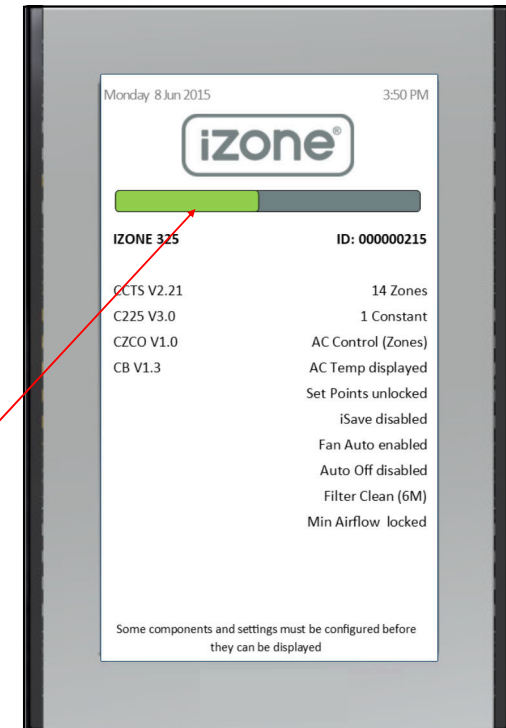 Monday 8 Jun 2015 3:50 PM
izone®
IZONE 325 ID: 000000215
CCTS V2.21 14 Zones
C225 V3.0 1 Constant
CZCO V1.0 AC Control (Zones)
CB V1.3 AC Temp displayed
Set Points unlocked
iSave disabled
Fan Auto enabled
Auto Off disabled
Filter Clean (6M)
Min Airflow locked
Some components and settings must be configured before
they can be displayed